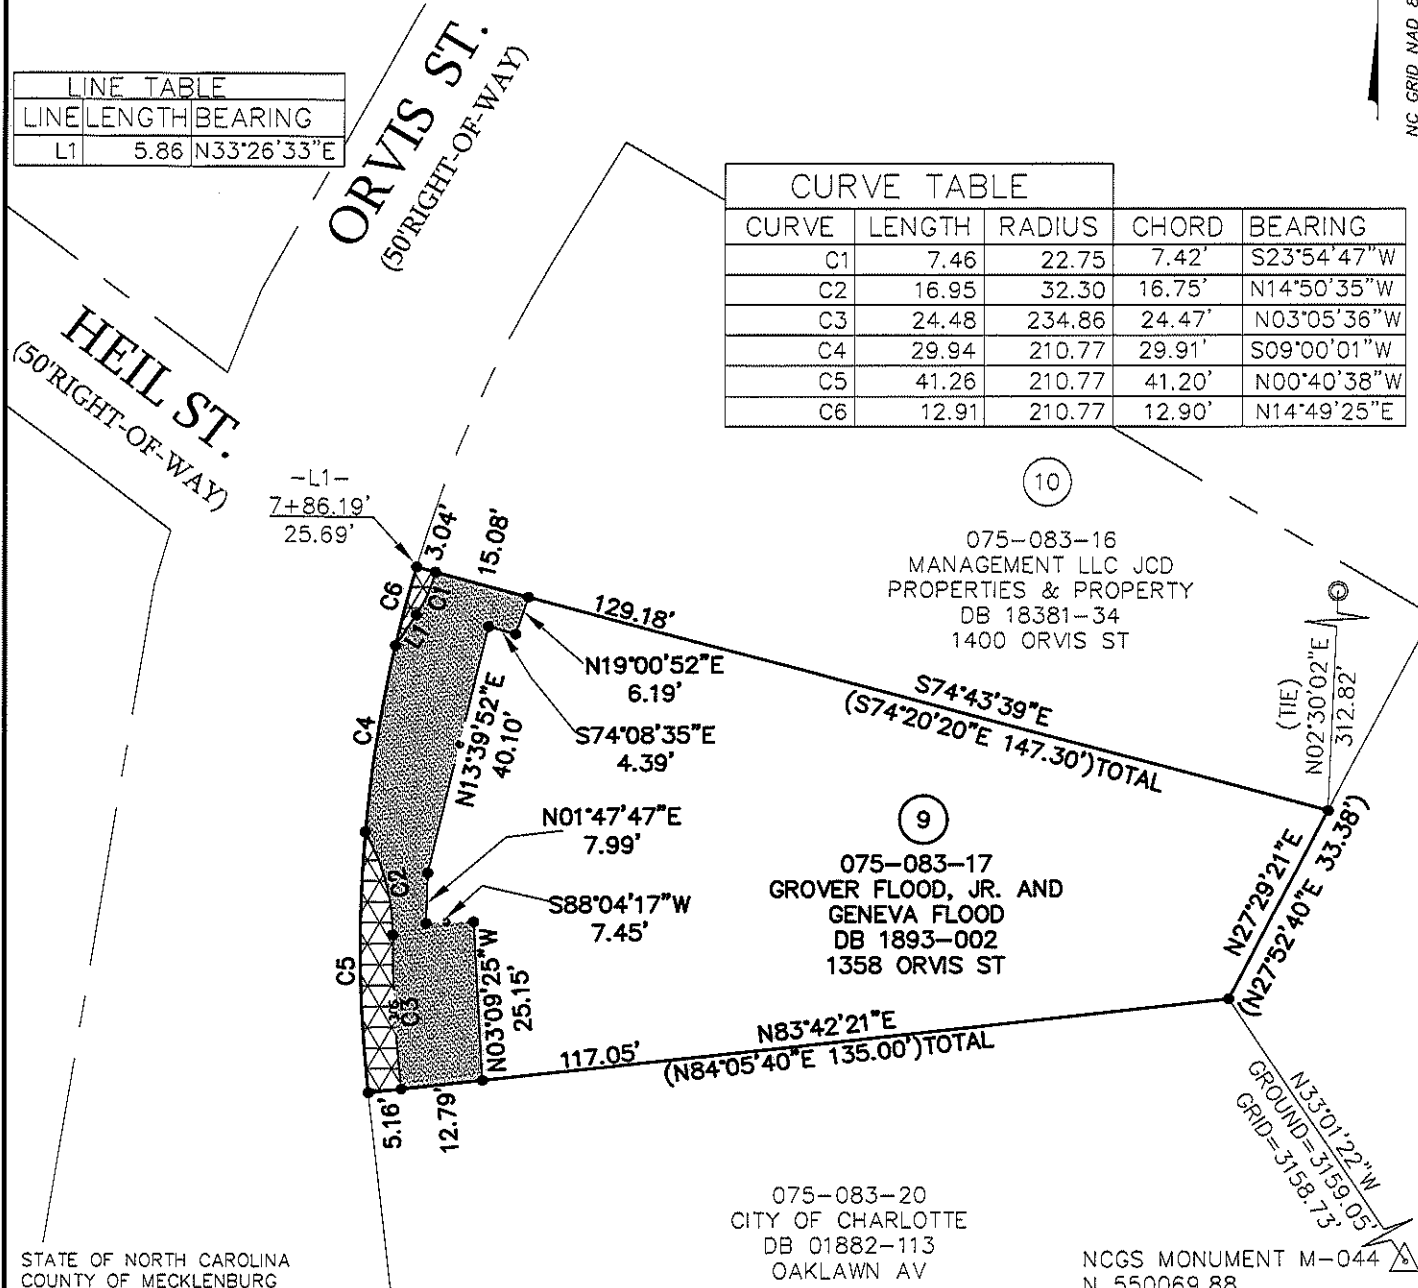 NC GRID NAD 8
LINE TABLE
LINE LENGTH BEARING
L1 5.86 N33°26'33"E
ORVIS ST.
(50'RIGHT-OF-WAY)
CURVE TABLE
CURVE LENGTH RADIUS CHORD BEARING
C1 7.46 22.75 7.42' S23°54'47"W
C2 16.95 32.30 16.75' N14°50'35"W
C3 24.48 234.86 24.47' N03°05'36"W
C4 29.94 210.77 29.91' S09°00'01"W
C5 41.26 210.77 41.20' N00°40'38"W
C6 12.91 210.77 12.90' N14°49'25"E
HEIL ST.
(50'RIGHT-OF-WAY)
-L1-
7+86.19'
25.69'
3.04'
15.08'
C6
C1
L1
129.18'
10
075-083-16
MANAGEMENT LLC JCD
PROPERTIES & PROPERTY
DB 18381-34
1400 ORVIS ST
N19°00'52"E
6.19'
S74°08'35"E
4.39'
N13°39'52"E
40.10'
S74°43'39"E
(S74°20'20"E 147.30')TOTAL
(TIE)
N02°30'02"E
312.82'
C4
N01°47'47"E
7.99'
C2
S88°04'17"W
7.45'
9
075-083-17
GROVER FLOOD, JR. AND
GENEVA FLOOD
DB 1893-002
1358 ORVIS ST
N27°29'21"E
(N27°52'40"E 33.38')
C5
C3
N03°09'25"W
25.15'
117.05'
N83°42'21"E
(N84°05'40"E 135.00')TOTAL
5.16'
12.79'
N33°01'22"W
GROUND=3159.05'
GRID=3158.73'
075-083-20
CITY OF CHARLOTTE
DB 01882-113
OAKLAWN AV
STATE OF NORTH CAROLINA
COUNTY OF MECKLENBURG
NCGS MONUMENT M-044
N 550069.88